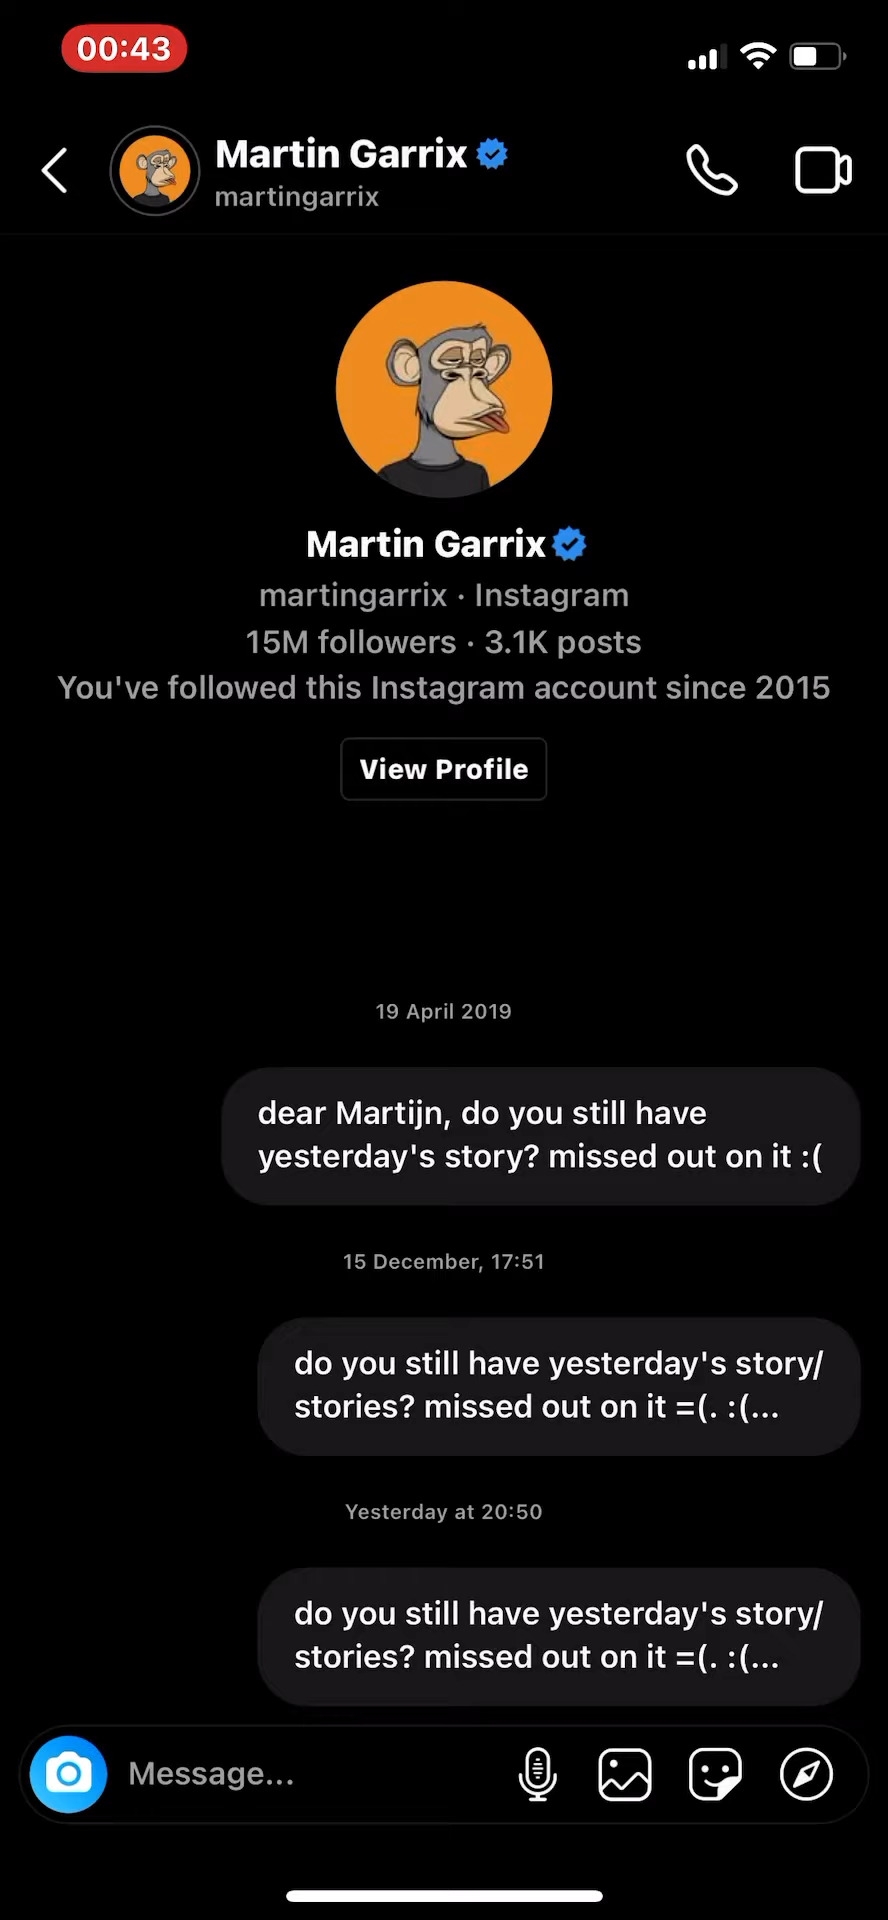 00:43
Martin Garrix
martingarrix
Martin Garrix
martingarrix · Instagram
15M followers · 3.1K posts
You've followed this Instagram account since 2015
View Profile
19 April 2019
dear Martijn, do you still have
yesterday's story? missed out on it :(
15 December, 17:51
do you still have yesterday's story/
stories? missed out on it =(. :(...
Yesterday at 20:50
do you still have yesterday's story/
stories? missed out on it =(. :(...
Message...